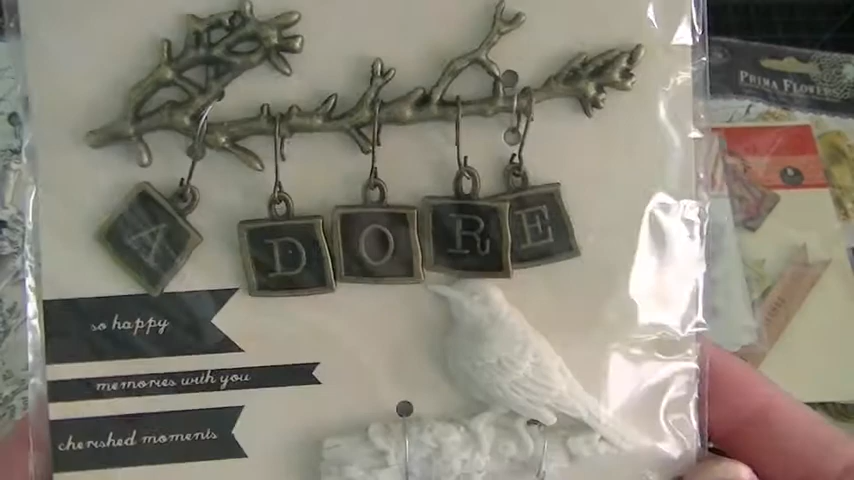 PRIMA FLOWERS
A D O R E
so happy
memories with you
cherished moments